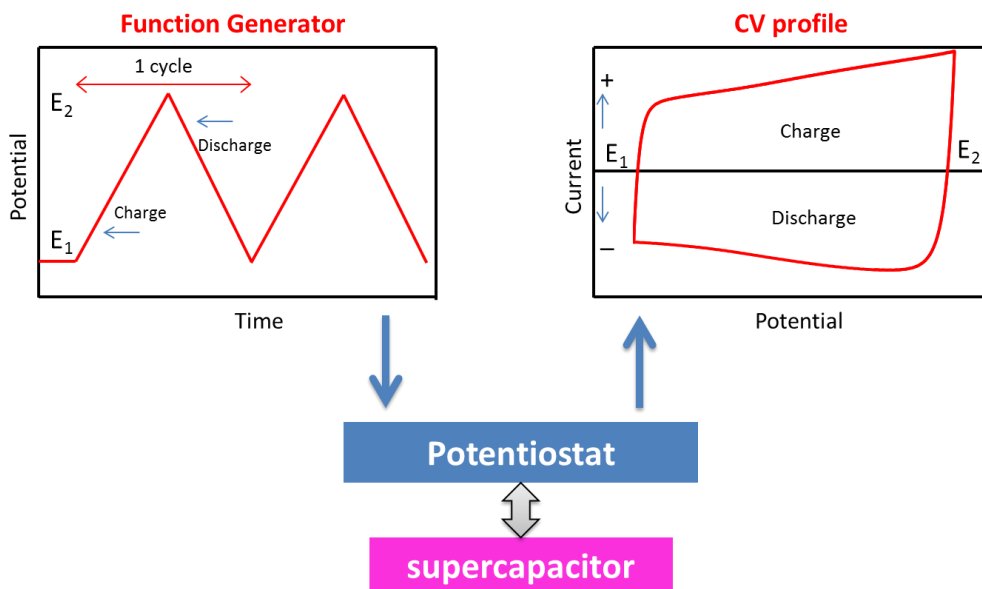 Function Generator
1 cycle
E₂
Discharge
Charge
E₁
Potential
Time
CV profile
+
E₁
Charge
E₂
Discharge
–
Current
Potential
Potentiostat
supercapacitor